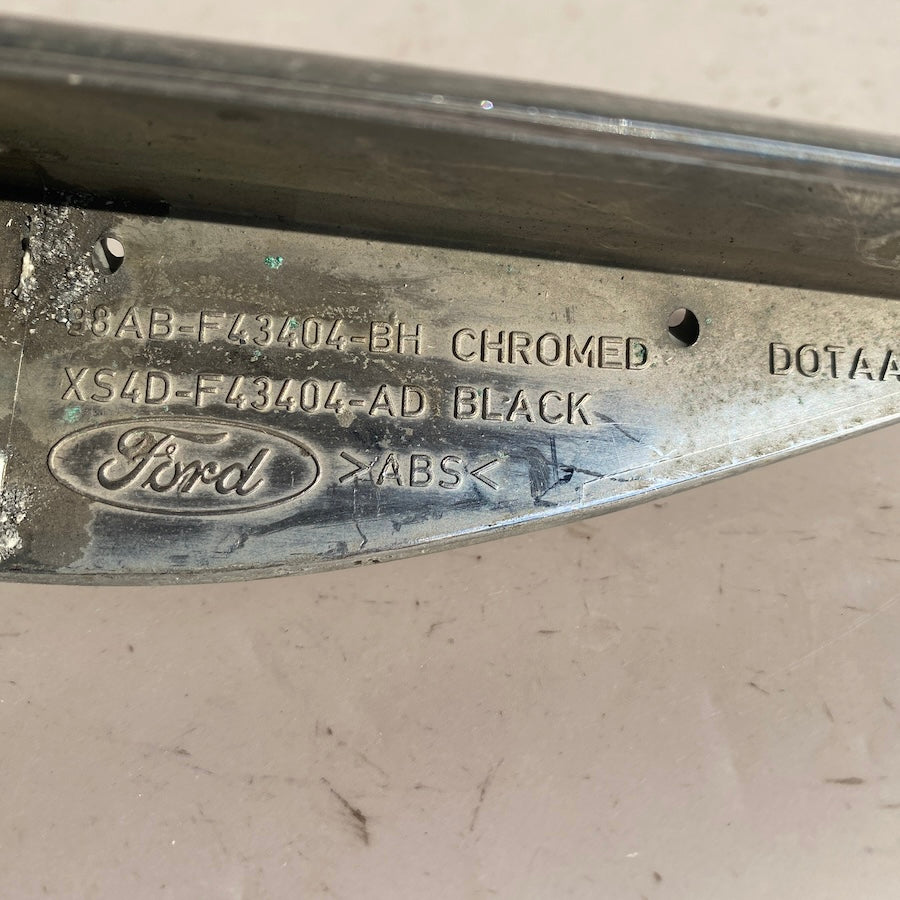 98AB-F43404-BH CHROMED
XS4D-F43404-AD BLACK
DOTAA
Ford >ABS<